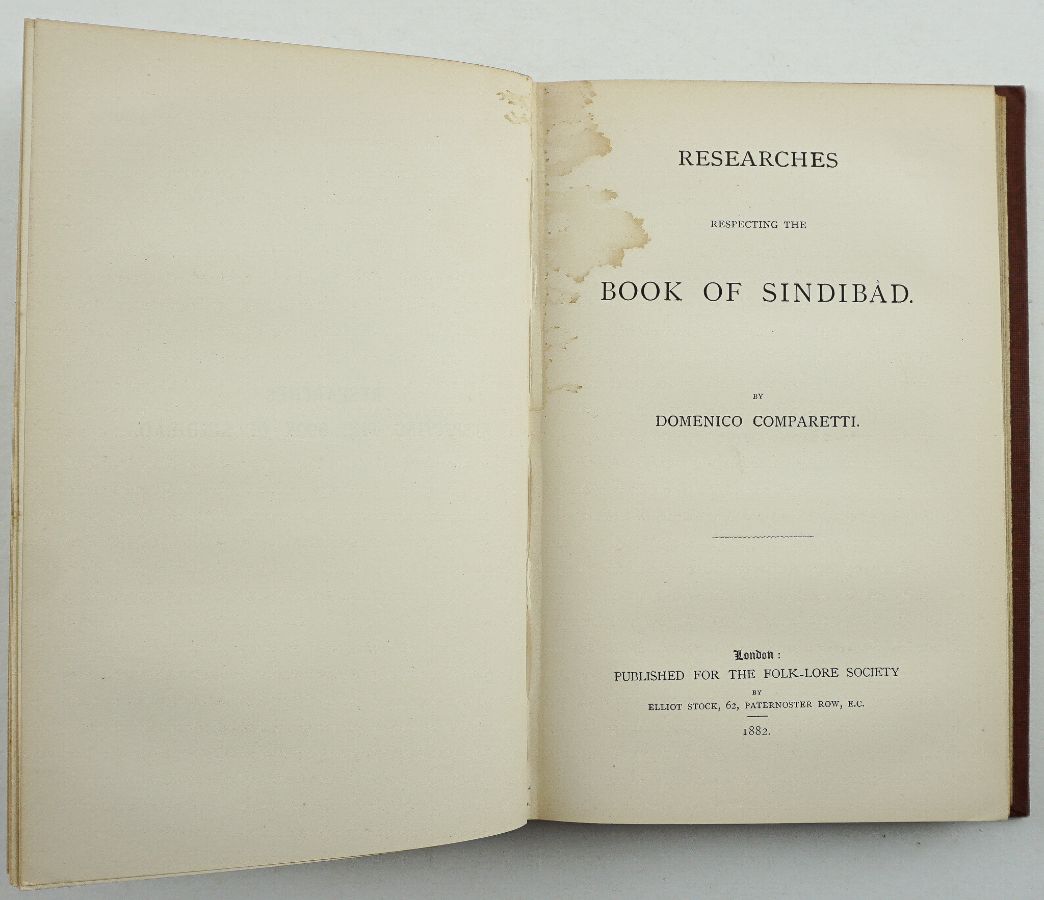 RESEARCHES
RESPECTING THE
BOOK OF SINDIBÀD.
BY
DOMENICO COMPARETTI.
London:
PUBLISHED FOR THE FOLK-LORE SOCIETY
BY
ELLIOT STOCK, 62, PATERNOSTER ROW, E.C.
1882.